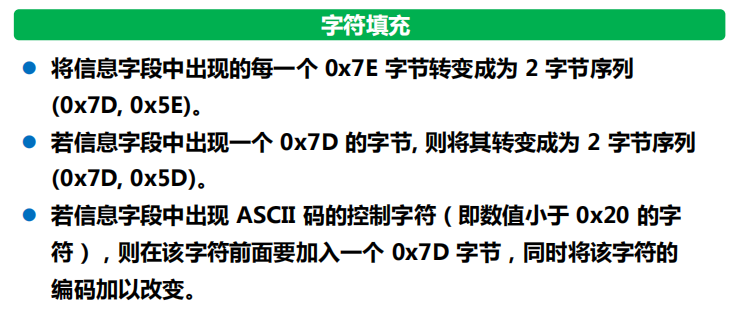 字符填充
● 将信息字段中出现的每一个 0x7E 字节转变成为 2 字节序列
(0x7D, 0x5E)。
● 若信息字段中出现一个 0x7D 的字节, 则将其转变成为 2 字节序列
(0x7D, 0x5D)。
● 若信息字段中出现 ASCII 码的控制字符（即数值小于 0x20 的字
符），则在该字符前面要加入一个 0x7D 字节，同时将该字符的
编码加以改变。